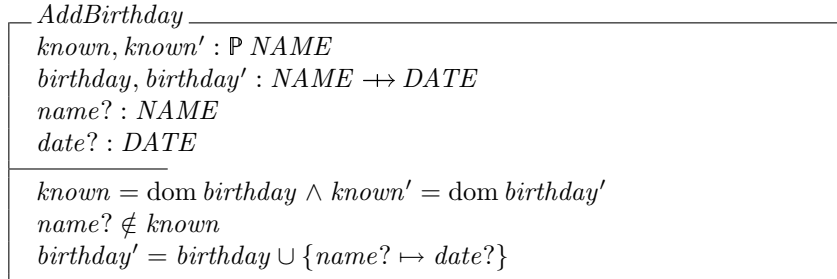 AddBirthday
known, known′ : ℙ NAME
birthday, birthday′ : NAME ⇸ DATE
name? : NAME
date? : DATE
known = dom birthday ∧ known′ = dom birthday′
name? ∉ known
birthday′ = birthday ∪ {name? ↦ date?}